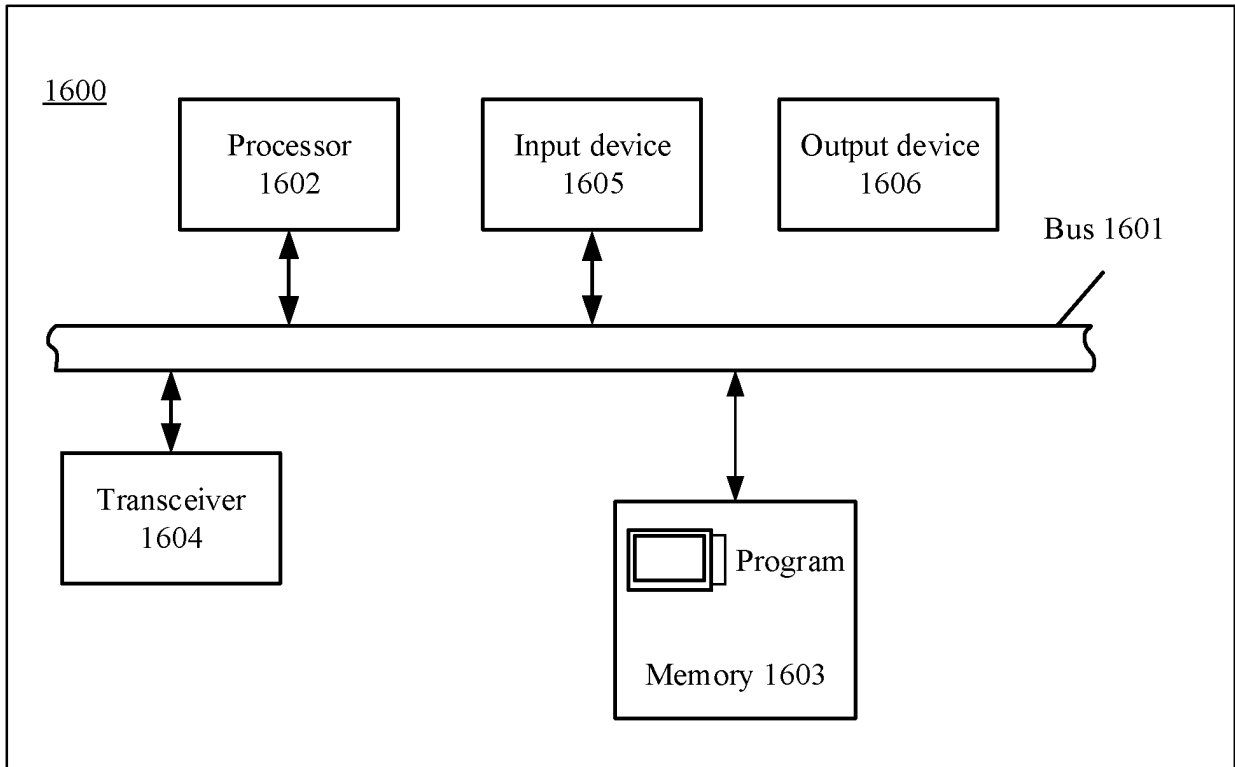 1600
Processor
1602
Input device
1605
Output device
1606
Bus 1601
Transceiver
1604
Program
Memory 1603